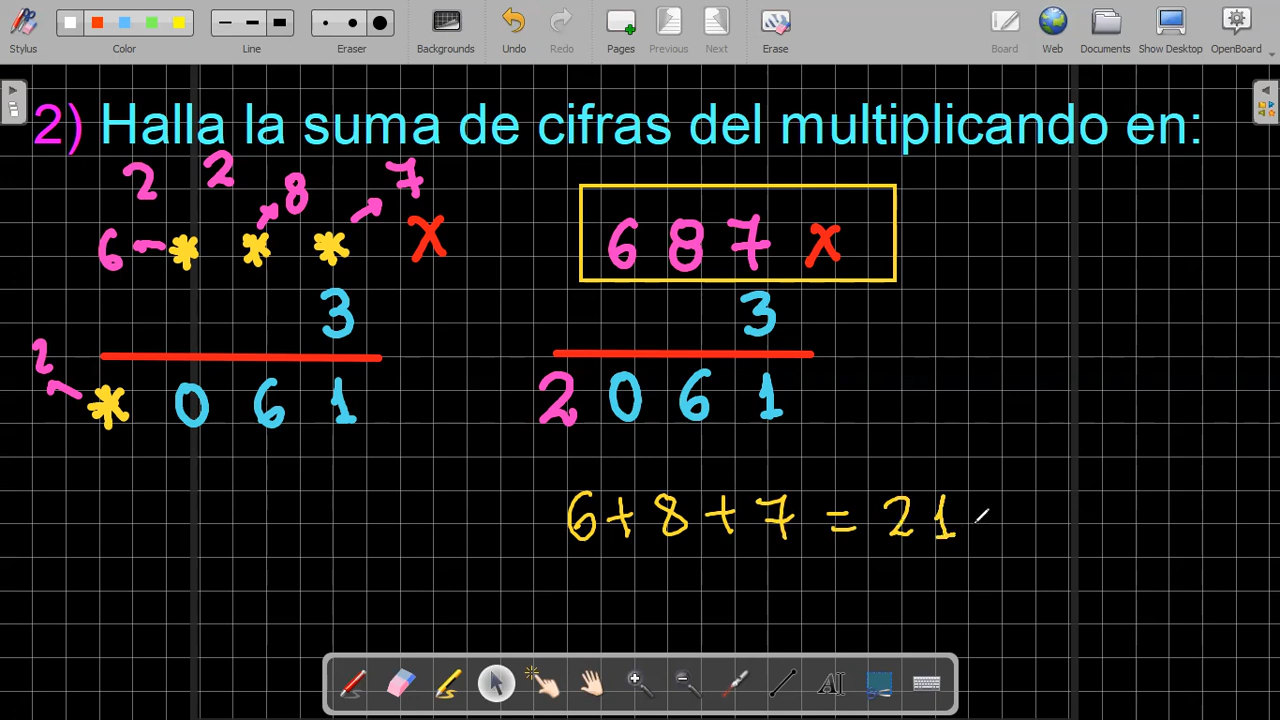 Stylus Color Line Eraser Backgrounds Undo Redo Pages Previous Next Erase Board Web Documents Show Desktop OpenBoard
2) Halla la suma de cifras del multiplicando en:
2 2 8 7
6 * * * x
3
2
* 0 6 1
6 8 7 x
3
2 0 6 1
6 + 8 + 7 = 21